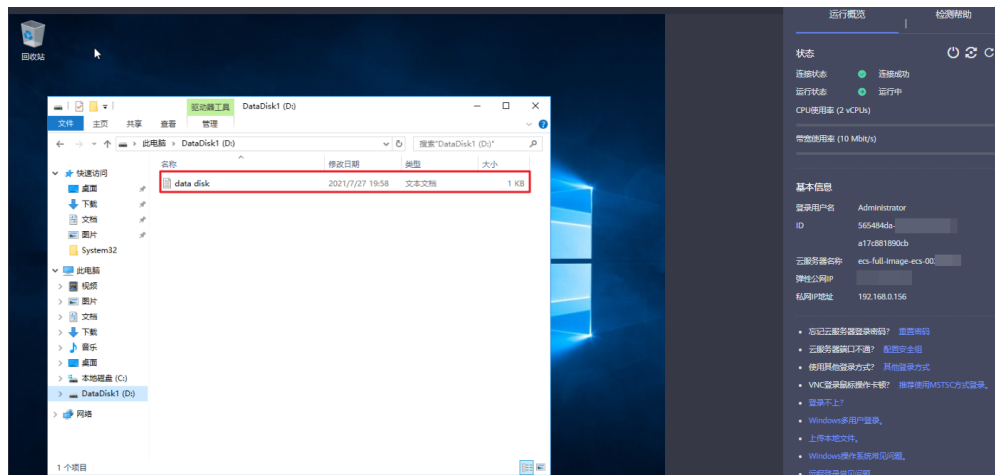 回收站
驱动器工具 DataDisk1 (D:)
文件 主页 共享 查看 管理
此电脑 > DataDisk1 (D:)
搜索"DataDisk1 (D:)"
名称 修改日期 类型 大小
data disk 2021/7/27 19:58 文本文档 1 KB
快速访问
桌面
下载
文档
图片
System32
此电脑
视频
图片
文档
下载
音乐
桌面
本地磁盘 (C:)
DataDisk1 (D:)
网络
1 个项目
运行概览 | 检测帮助
状态
连接状态 连接成功
运行状态 运行中
CPU使用率 (2 vCPUs)
带宽使用率 (10 Mbit/s)
基本信息
登录用户名 Administrator
ID 565484da-
a17c881890cb
云服务器名称 ecs-full-image-ecs-00
弹性公网IP
私网IP地址 192.168.0.156
忘记云服务器登录密码? 重置密码
云服务器端口不通? 配置安全组
使用其他登录方式? 其他登录方式
VNC登录鼠标操作卡顿? 推荐使用MSTSC方式登录。
登录不上?
Windows多用户登录。
上传本地文件。
Windows操作系统常见问题。
远程登录常见问题